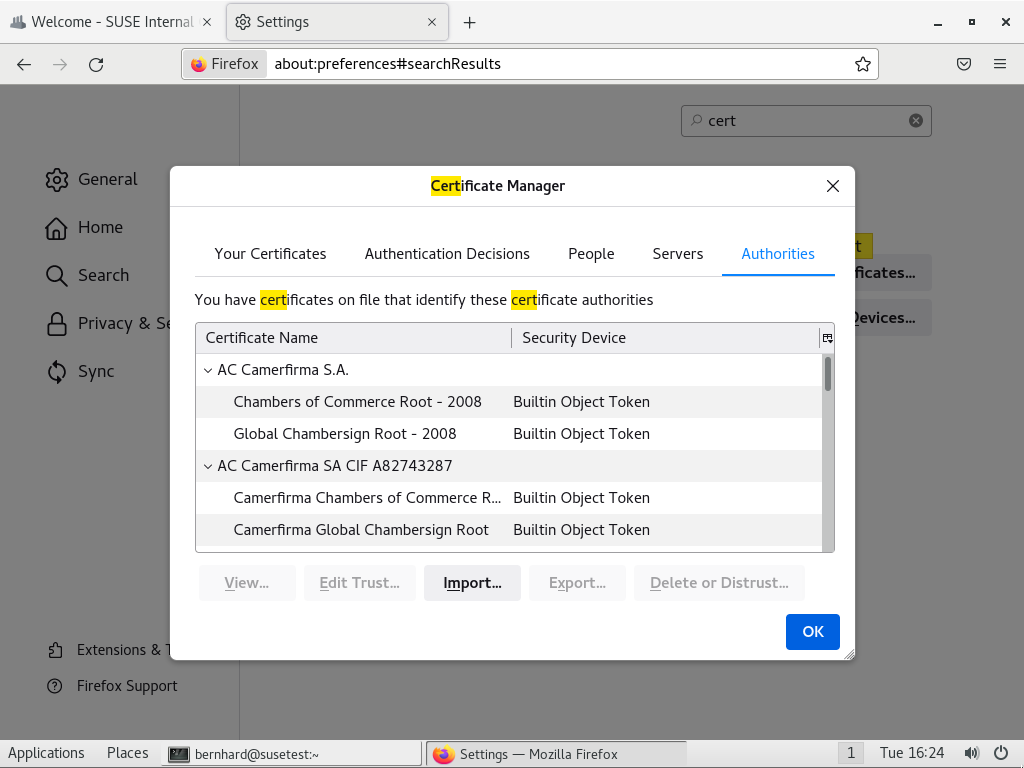 Welcome - SUSE Internal
Settings
Firefox
about:preferences#searchResults
cert
General
Home
Search
Privacy & Se
Sync
Extensions & T
Firefox Support
t
ficates...
Devices...
Certificate Manager
Your Certificates
Authentication Decisions
People
Servers
Authorities
You have certificates on file that identify these certificate authorities
Certificate Name Security Device
AC Camerfirma S.A.
Chambers of Commerce Root - 2008 Builtin Object Token
Global Chambersign Root - 2008 Builtin Object Token
AC Camerfirma SA CIF A82743287
Camerfirma Chambers of Commerce R... Builtin Object Token
Camerfirma Global Chambersign Root Builtin Object Token
View...
Edit Trust...
Import...
Export...
Delete or Distrust...
OK
Applications
Places
bernhard@susetest:~
Settings — Mozilla Firefox
1
Tue 16:24